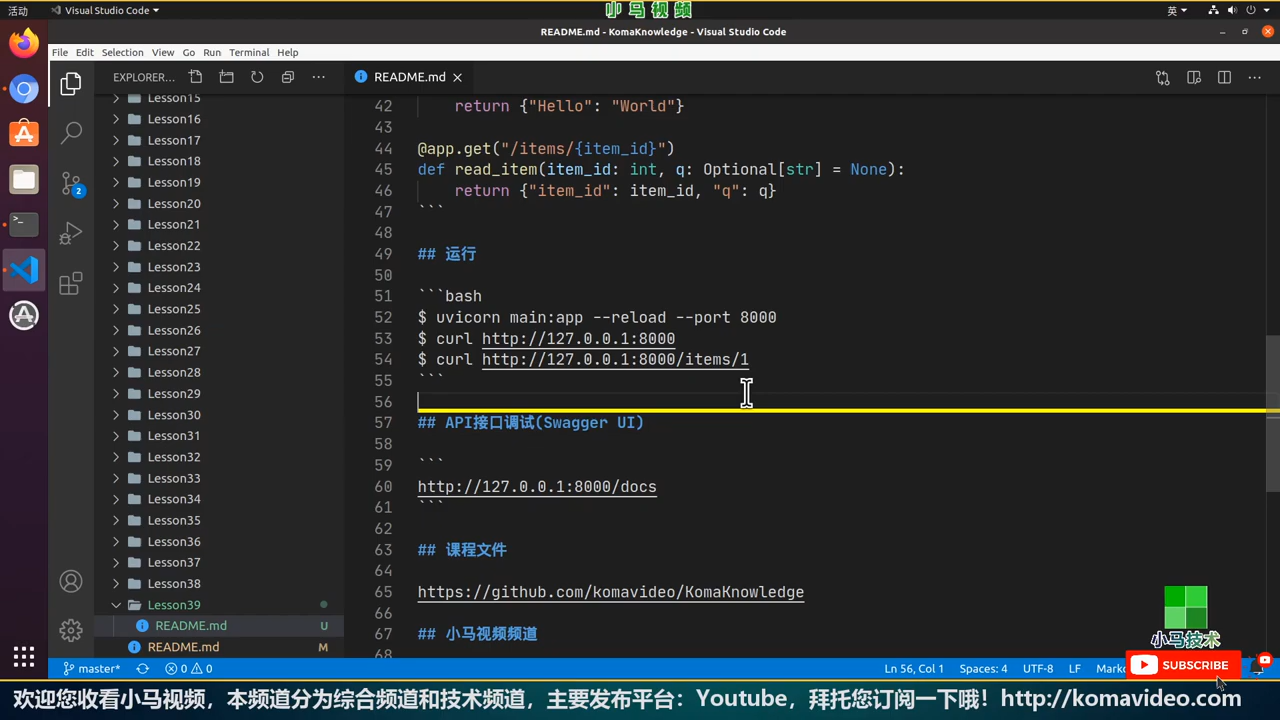 活动
Visual Studio Code
小马视频
英
README.md - KomaKnowledge - Visual Studio Code
File Edit Selection View Go Run Terminal Help
EXPLORER...
README.md
Lesson15
Lesson16
Lesson17
Lesson18
Lesson19
Lesson20
Lesson21
Lesson22
Lesson23
Lesson24
Lesson25
Lesson26
Lesson27
Lesson28
Lesson29
Lesson30
Lesson31
Lesson32
Lesson33
Lesson34
Lesson35
Lesson36
Lesson37
Lesson38
Lesson39
README.md U
README.md M
2
42 return {"Hello": "World"}
43
44 @app.get("/items/{item_id}")
45 def read_item(item_id: int, q: Optional[str] = None):
46 return {"item_id": item_id, "q": q}
47 ```
48
49 ## 运行
50
51 ```bash
52 $ uvicorn main:app --reload --port 8000
53 $ curl http://127.0.0.1:8000
54 $ curl http://127.0.0.1:8000/items/1
55 ```
56
57 ## API接口调试(Swagger UI)
58
59 ```
60 http://127.0.0.1:8000/docs
61 ```
62
63 ## 课程文件
64
65 https://github.com/komavideo/KomaKnowledge
66
67 ## 小马视频频道
68
小马技术
SUBSCRIBE
master* 0 0 Ln 56, Col 1 Spaces: 4 UTF-8 LF
欢迎您收看小马视频，本频道分为综合频道和技术频道，主要发布平台：Youtube，拜托您订阅一下哦！http://komavideo.com